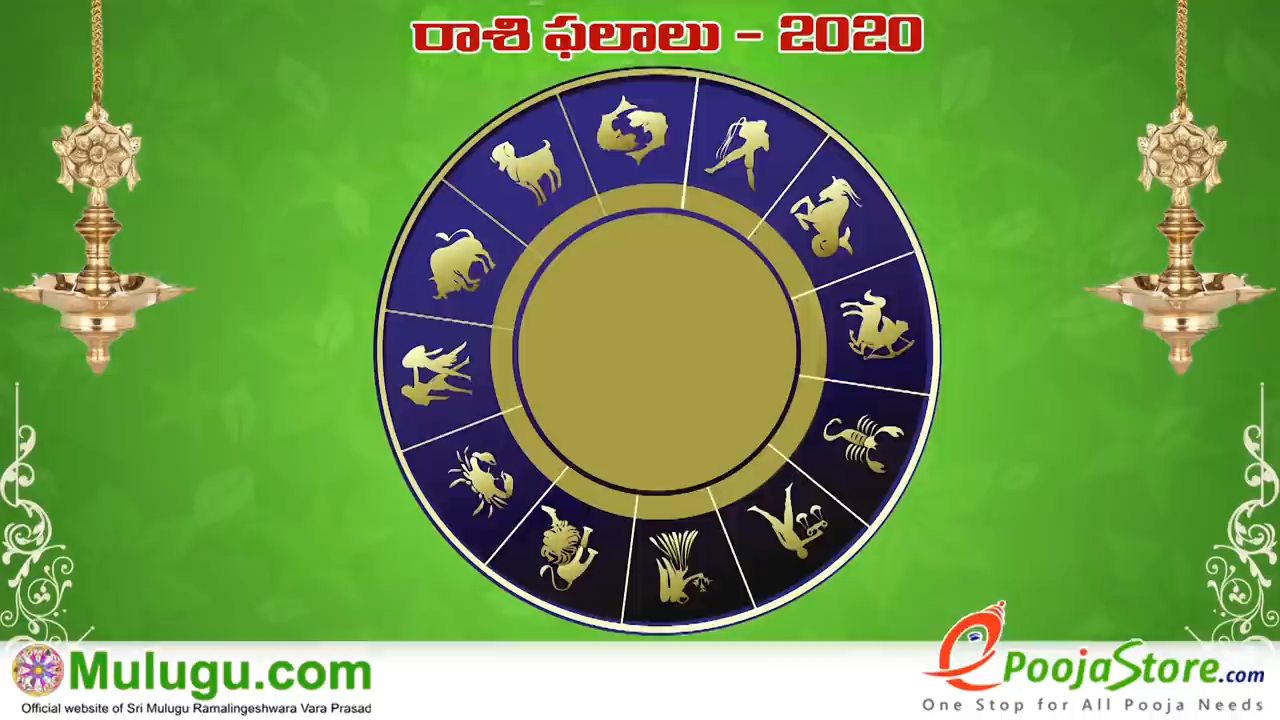 రాశి ఫలాలు - 2020
Mulugu.com
Official website of Sri Mulugu Ramalingeshwara Vara Prasad
ePoojaStore.com
One Stop for All Pooja Needs